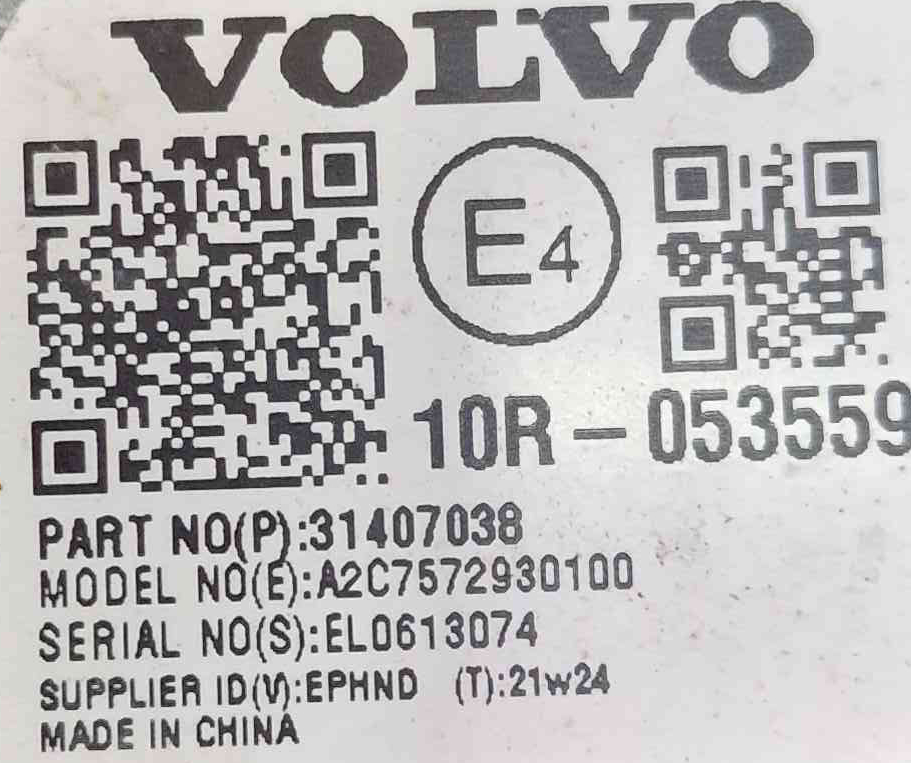 VOLVO
E4
10R-053559
PART NO(P):31407038
MODEL NO(E):A2C7572930100
SERIAL NO(S):EL0613074
SUPPLIER ID(V):EPHND (T):21w24
MADE IN CHINA